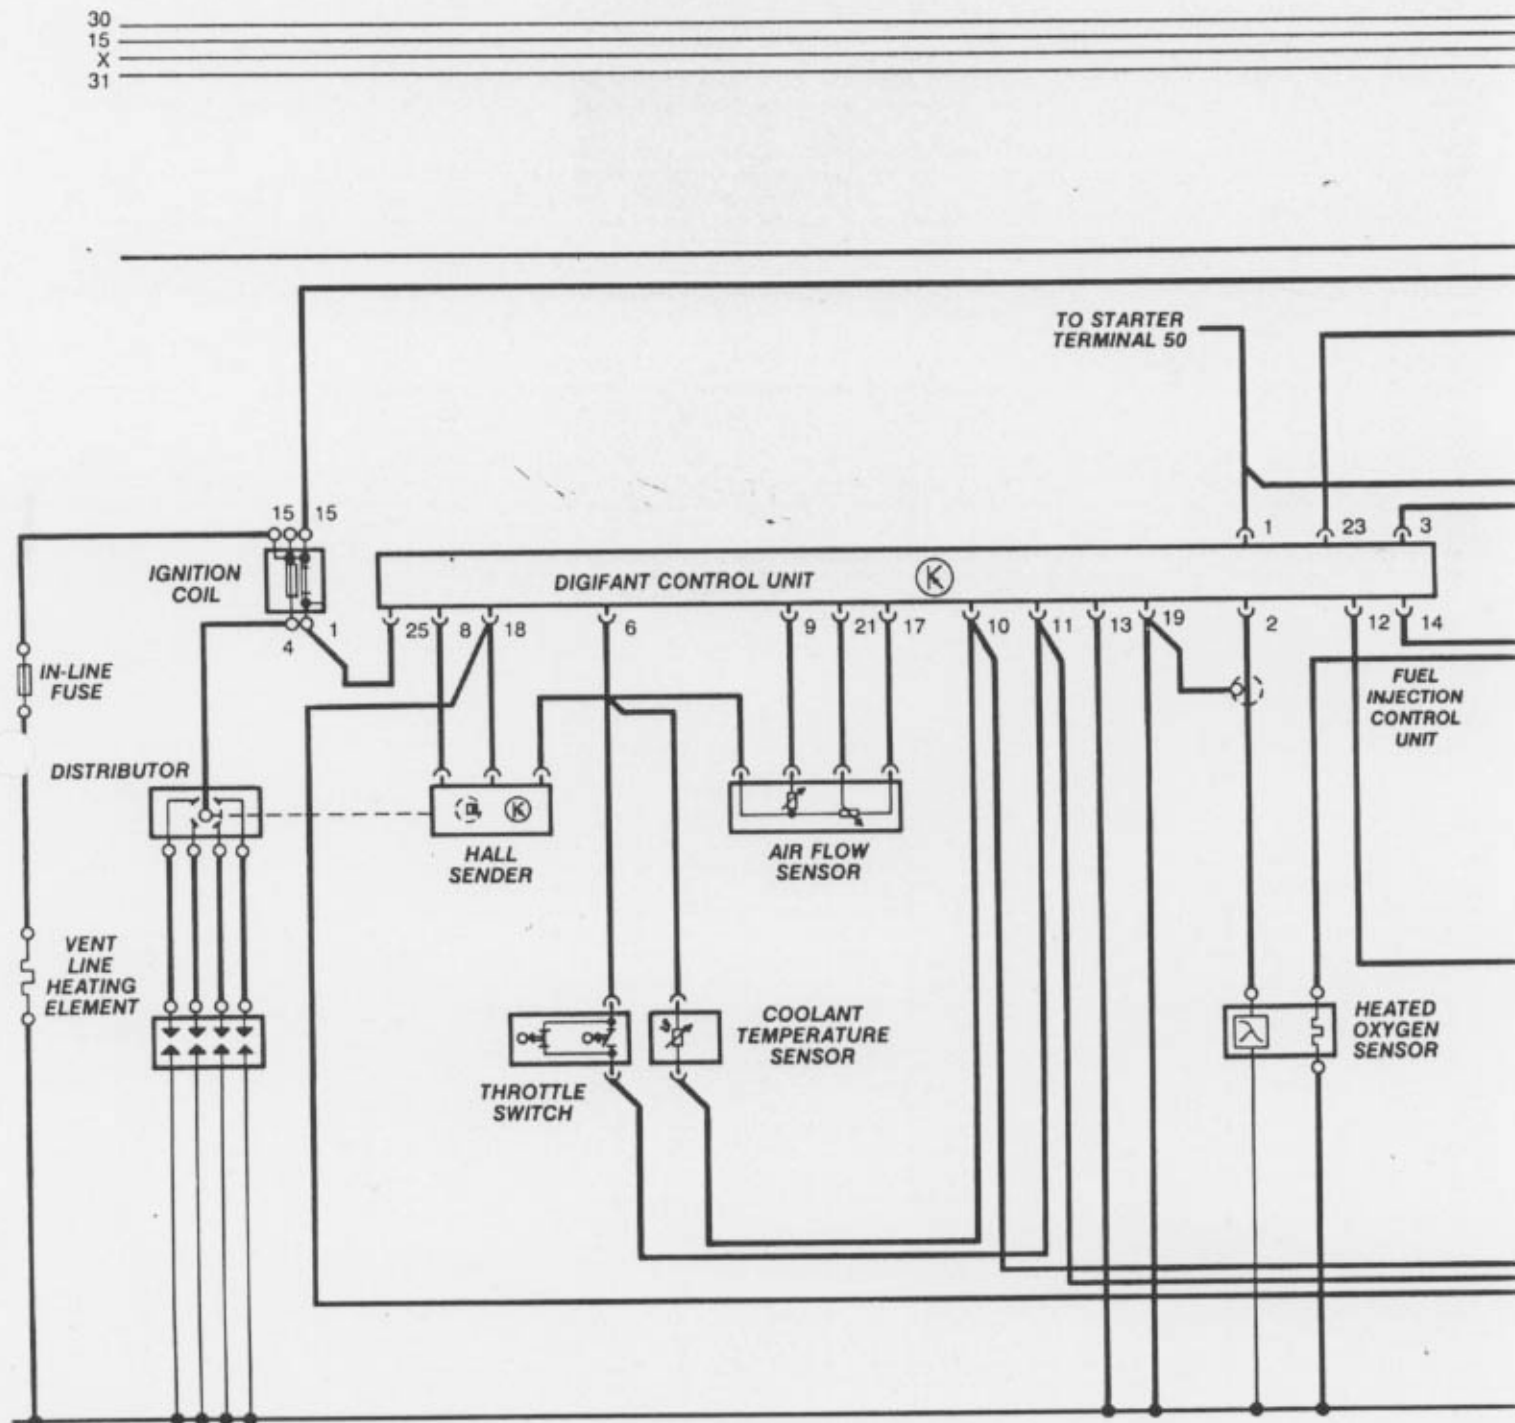 30
15
X
31
TO STARTER
TERMINAL 50
15 15
1 23 3
IGNITION
COIL
DIGIFANT CONTROL UNIT K
4 1 25 8 18 6 9 21 17 10 11 13 19 2 12 14
IN-LINE
FUSE
FUEL
INJECTION
CONTROL
UNIT
DISTRIBUTOR
K
HALL
SENDER
AIR FLOW
SENSOR
VENT
LINE
HEATING
ELEMENT
COOLANT
TEMPERATURE
SENSOR
THROTTLE
SWITCH
λ
HEATED
OXYGEN
SENSOR